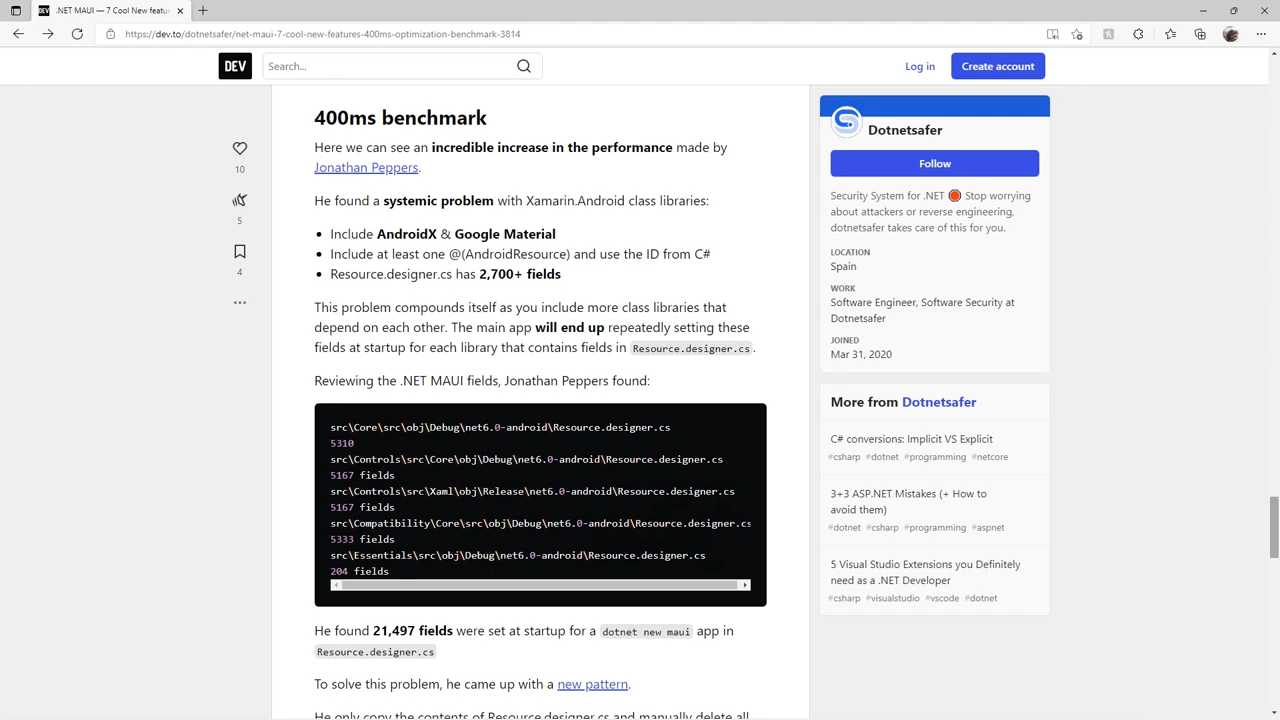 .NET MAUI — 7 Cool New featur
https://dev.to/dotnetsafer/net-maui-7-cool-new-features-400ms-optimization-benchmark-3814
DEV
Search...
Log in
Create account
10
5
4
400ms benchmark
Here we can see an incredible increase in the performance made by
Jonathan Peppers.
He found a systemic problem with Xamarin.Android class libraries:
• Include AndroidX & Google Material
• Include at least one @(AndroidResource) and use the ID from C#
• Resource.designer.cs has 2,700+ fields
This problem compounds itself as you include more class libraries that
depend on each other. The main app will end up repeatedly setting these
fields at startup for each library that contains fields in Resource.designer.cs.
Reviewing the .NET MAUI fields, Jonathan Peppers found:
src\Core\src\obj\Debug\net6.0-android\Resource.designer.cs
5310
src\Controls\src\Core\obj\Debug\net6.0-android\Resource.designer.cs
5167 fields
src\Controls\src\Xaml\obj\Release\net6.0-android\Resource.designer.cs
5167 fields
src\Compatibility\Core\src\obj\Debug\net6.0-android\Resource.designer.cs
5333 fields
src\Essentials\src\obj\Debug\net6.0-android\Resource.designer.cs
204 fields
He found 21,497 fields were set at startup for a dotnet new maui app in
Resource.designer.cs
To solve this problem, he came up with a new pattern.
He only copy the contents of Resource.designer.cs and manually delete all
Dotnetsafer
Follow
Security System for .NET 🛑 Stop worrying
about attackers or reverse engineering,
dotnetsafer takes care of this for you.
LOCATION
Spain
WORK
Software Engineer, Software Security at
Dotnetsafer
JOINED
Mar 31, 2020
More from Dotnetsafer
C# conversions: Implicit VS Explicit
#csharp #dotnet #programming #netcore
3+3 ASP.NET Mistakes (+ How to
avoid them)
#dotnet #csharp #programming #aspnet
5 Visual Studio Extensions you Definitely
need as a .NET Developer
#csharp #visualstudio #vscode #dotnet